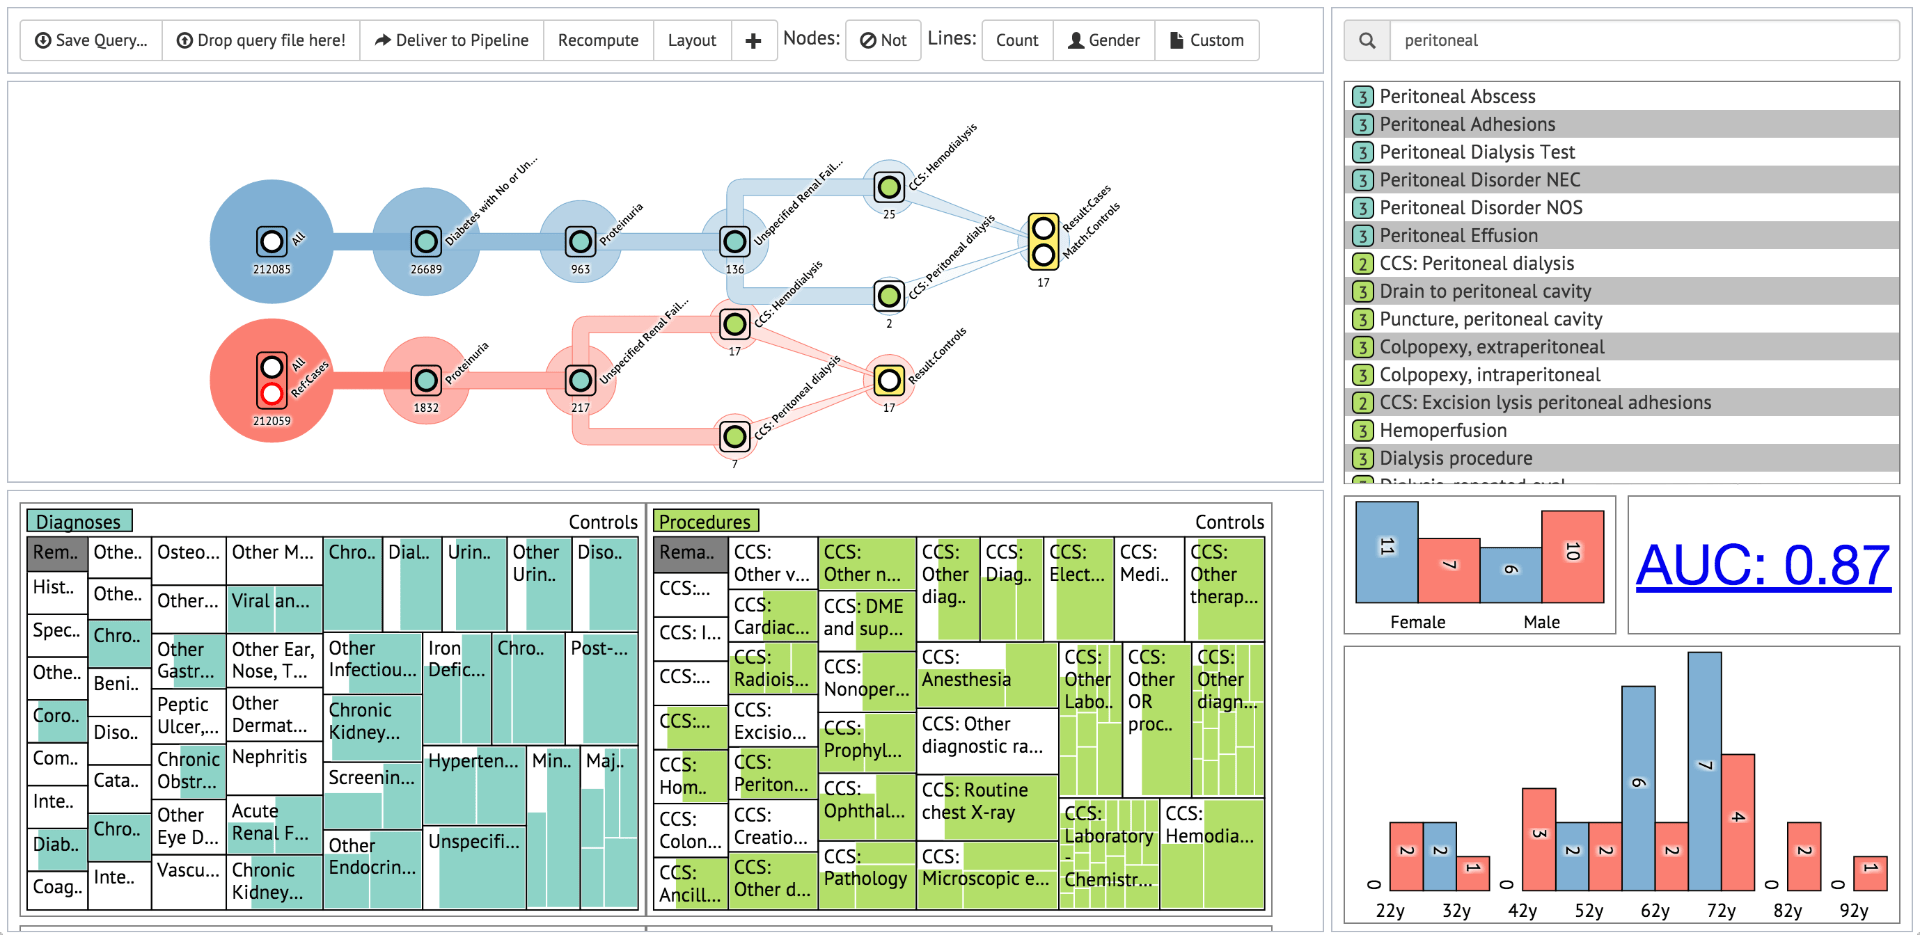 Save Query...
Drop query file here!
Deliver to Pipeline
Recompute
Layout
+
Nodes:
Not
Lines:
Count
Gender
Custom
All
212085
Diabetes with No or Un...
26689
Proteinuria
963
Unspecified Renal Fail...
136
CCS: Hemodialysis
25
CCS: Peritoneal dialysis
2
Result:Cases
Match:Controls
17
All
Ref:Cases
212059
Proteinuria
1832
Unspecified Renal Fail...
217
CCS: Hemodialysis
17
CCS: Peritoneal dialysis
7
Result:Controls
17
Diagnoses
Controls
Rem..
Hist..
Spec..
Othe..
Coro..
Com..
Inte..
Diab..
Coag..
Othe..
Othe..
Chro..
Beni..
Diso..
Cata..
Chro..
Inte..
Osteo...
Other...
Other
Gastr...
Peptic
Ulcer,...
Chronic
Obstr...
Other
Eye D...
Vascu...
Other M...
Viral an...
Other Ear,
Nose, T...
Other
Dermat...
Nephritis
Acute
Renal F...
Chronic
Kidney...
Chro..
Dial..
Urin..
Other
Urin..
Diso..
Other
Infectiou...
Chronic
Kidney...
Screenin...
Other
Endocrin...
Iron
Defic...
Chro..
Post-...
Hyperten...
Unspecifi...
Min..
Maj..
Procedures
Controls
Rema..
CCS:...
CCS: I...
CCS:...
CCS:...
CCS:
Hom..
CCS:
Colon...
CCS:
Ancill...
CCS:
Other v...
CCS:
Cardiac...
CCS:
Radiois...
CCS:
Excisio...
CCS:
Periton...
CCS:
Creatio...
CCS:
Other d...
CCS:
Other n...
CCS: DME
and sup...
CCS:
Nonoper...
CCS:
Prophyl...
CCS:
Ophthal...
CCS:
Pathology
CCS:
Other
diag..
CCS:
Diag..
CCS:
Elect...
CCS:
Medi..
CCS:
Other
therap...
CCS:
Anesthesia
CCS: Other
diagnostic ra...
CCS: Routine
chest X-ray
CCS:
Microscopic e...
CCS:
Other
Labo..
CCS:
Other
OR
proc..
CCS:
Other
diagn...
CCS:
Laboratory
-
Chemistr...
CCS:
Hemodia...
peritoneal
3 Peritoneal Abscess
3 Peritoneal Adhesions
3 Peritoneal Dialysis Test
3 Peritoneal Disorder NEC
3 Peritoneal Disorder NOS
3 Peritoneal Effusion
2 CCS: Peritoneal dialysis
3 Drain to peritoneal cavity
3 Puncture, peritoneal cavity
3 Colpopexy, extraperitoneal
3 Colpopexy, intraperitoneal
2 CCS: Excision lysis peritoneal adhesions
3 Hemoperfusion
3 Dialysis procedure
11
7
6
10
Female
Male
AUC: 0.87
0
2
2
1
0
3
2
2
6
2
7
4
0
2
0
1
22y
32y
42y
52y
62y
72y
82y
92y